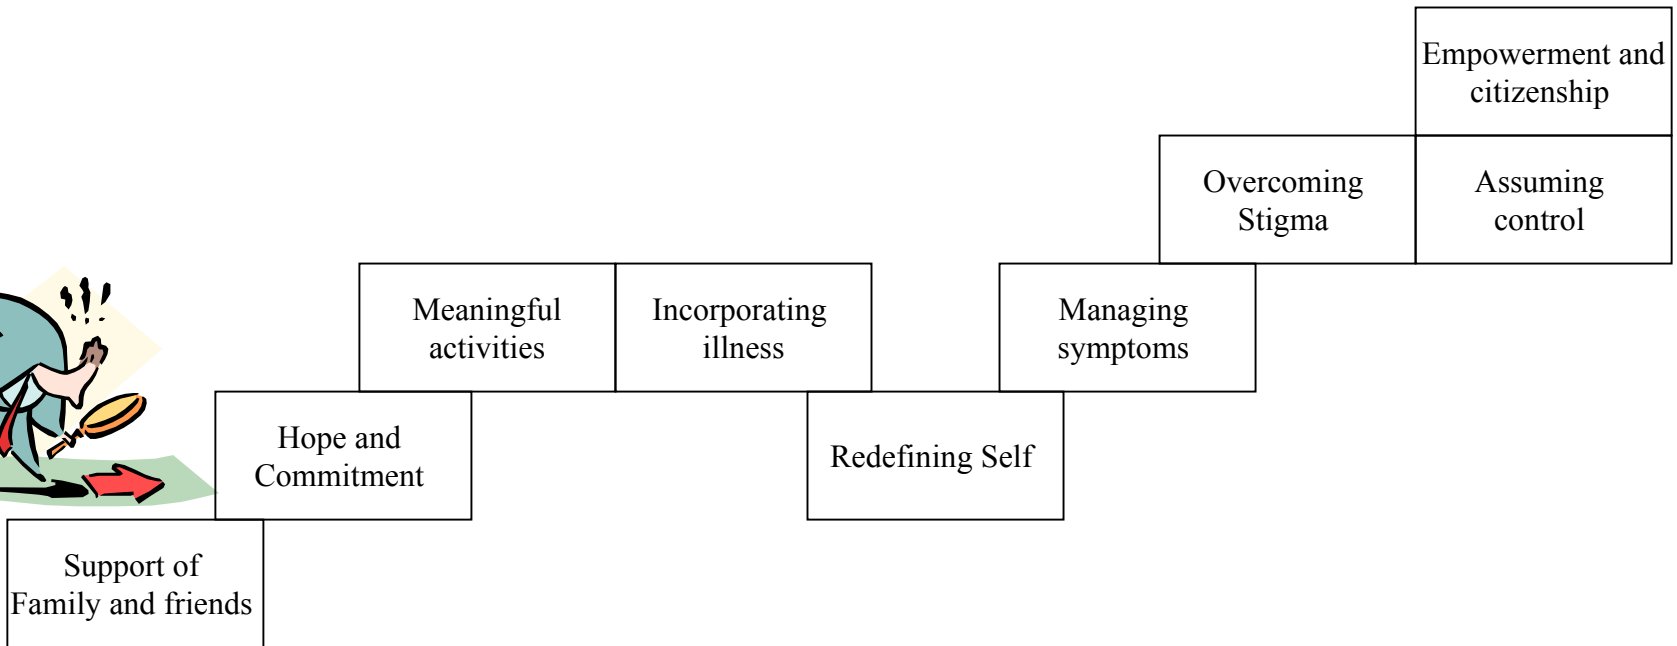 Empowerment and
citizenship
Overcoming
Stigma
Assuming
control
Meaningful
activities
Incorporating
illness
Managing
symptoms
Hope and
Commitment
Redefining Self
Support of
Family and friends